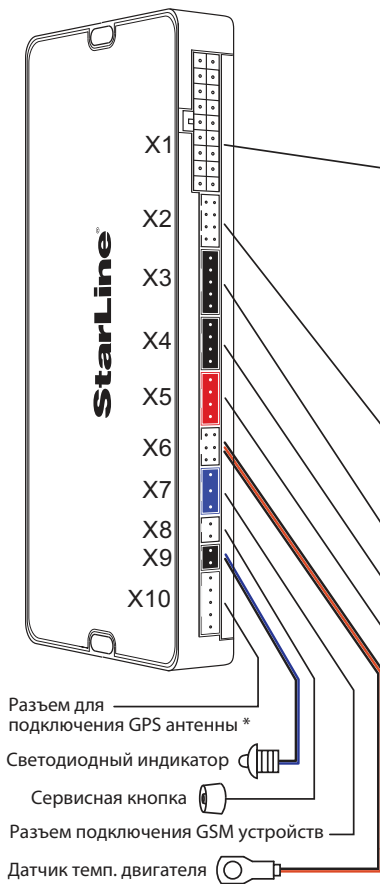 X1
X2
X3
X4
X5
X6
X7
X8
X9
X10
StarLine®
Разъем для
подключения GPS антенны *
Светодиодный индикатор
Сервисная кнопка
Разъем подключения GSM устройств
Датчик темп. двигателя